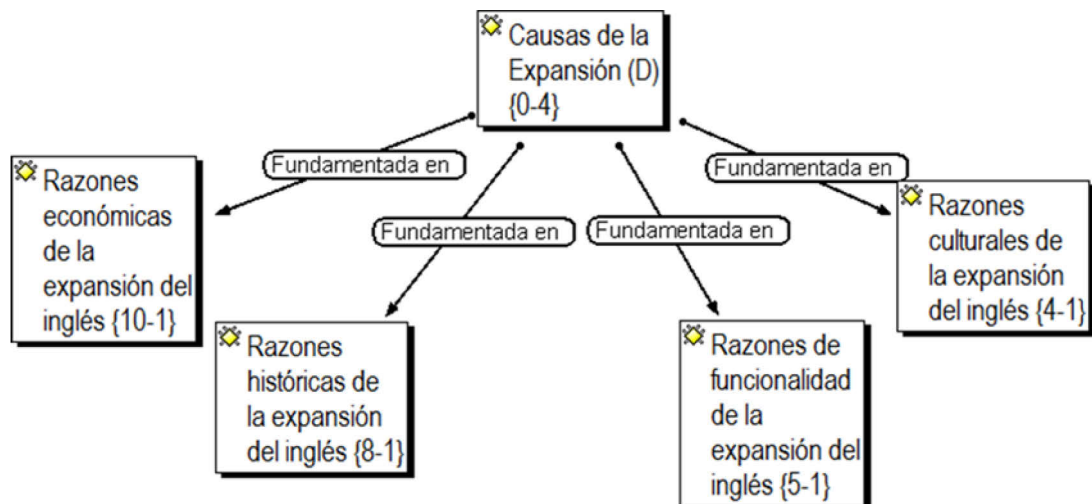 Causas de la
Expansión (D)
{0-4}
Fundamentada en
Fundamentada en
Fundamentada en
Fundamentada en
Razones
económicas
de la
expansión del
inglés {10-1}
Razones
históricas de
la expansión
del inglés {8-1}
Razones de
funcionalidad
de la
expansión del
inglés {5-1}
Razones
culturales de
la expansión
del inglés {4-1}